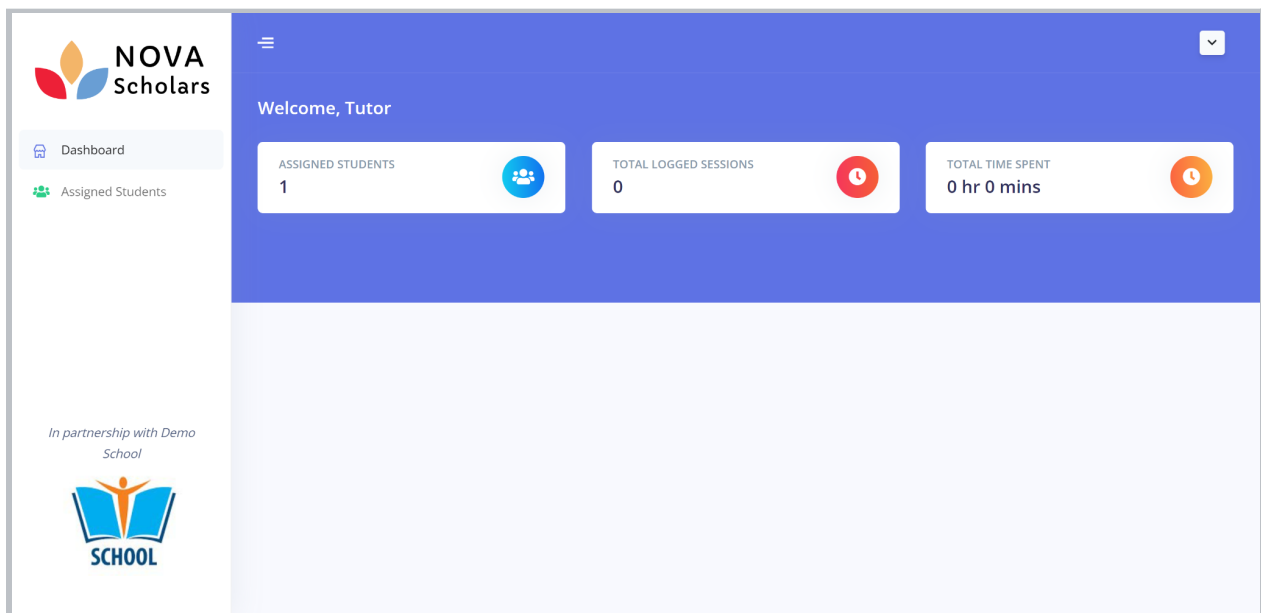 NOVA
Scholars
Dashboard
Assigned Students
In partnership with Demo
School
SCHOOL
Welcome, Tutor
ASSIGNED STUDENTS
1
TOTAL LOGGED SESSIONS
0
TOTAL TIME SPENT
0 hr 0 mins